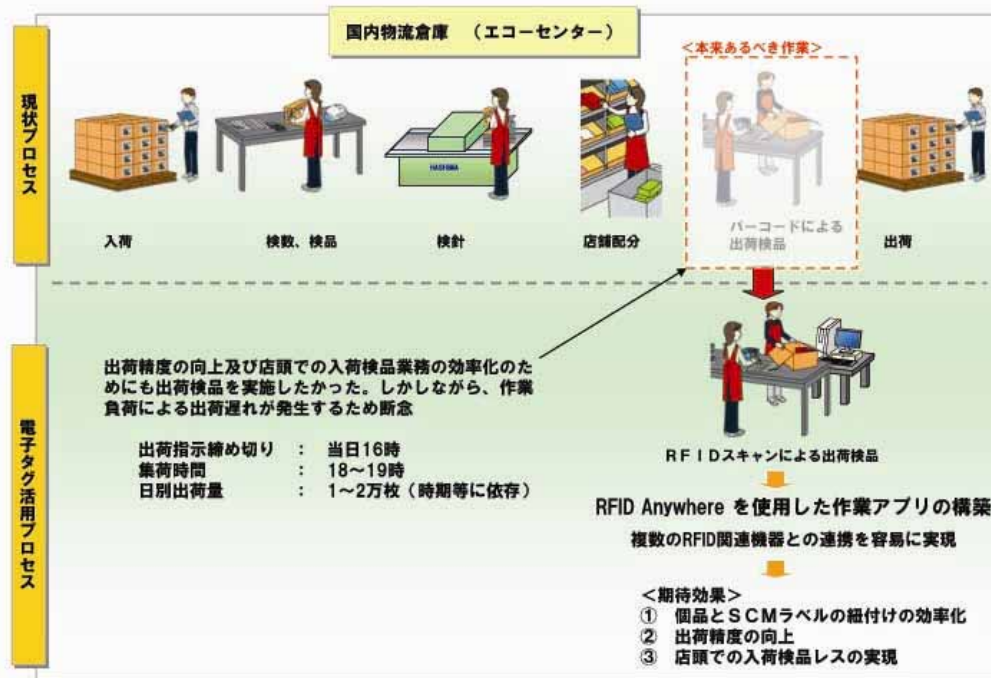 国内物流倉庫 (エコーセンター)
現状プロセス
<本来あるべき作業>
HASHIMA
入荷
検数、検品
検針
店舗配分
バーコードによる
出荷検品
出荷
電子タグ活用プロセス
出荷精度の向上及び店頭での入荷検品業務の効率化のた
めにも出荷検品を実施したかった。しかしながら、作業
負荷による出荷遅れが発生するため断念
出荷指示締め切り : 当日16時
集荷時間 : 18~19時
日別出荷量 : 1~2万枚(時期等に依存)
RFIDスキャンによる出荷検品
RFID Anywhere を使用した作業アプリの構築
複数のRFID関連機器との連携を容易に実現
<期待効果>
① 個品とSCMラベルの紐付けの効率化
② 出荷精度の向上
③ 店頭での入荷検品レスの実現